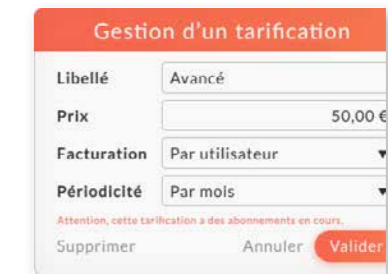 Gestion d'un tarification
Libellé Avancé
Prix 50,00 €
Facturation Par utilisateur
Périodicité Par mois
Attention, cette tarification a des abonnements en cours.
Supprimer Annuler Valider